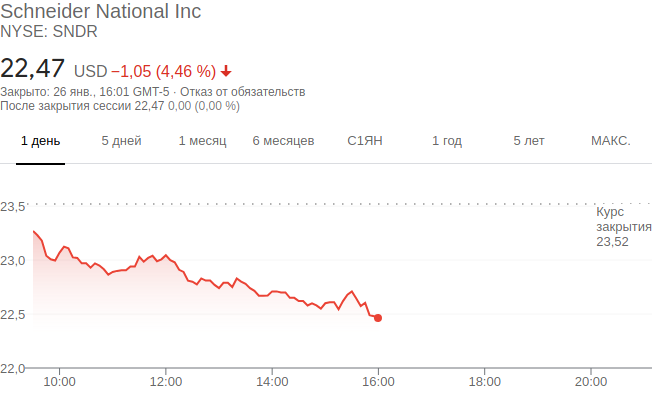 Schneider National Inc
NYSE: SNDR
22,47 USD −1,05 (4,46 %)
Закрыто: 26 янв., 16:01 GMT-5 · Отказ от обязательств
После закрытия сессии 22,47 0,00 (0,00 %)
1 день 5 дней 1 месяц 6 месяцев С1ЯН 1 год 5 лет МАКС.
23,5
Курс
закрытия
23,52
23,0
22,5
22,0
10:00 12:00 14:00 16:00 18:00 20:00